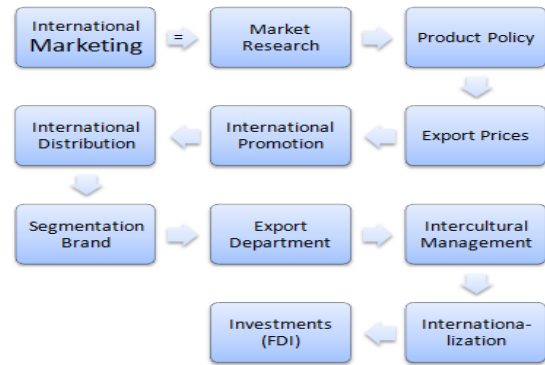 International
Marketing
=
Market
Research
Product Policy
Export Prices
International
Promotion
International
Distribution
Segmentation
Brand
Export
Department
Intercultural
Management
Internationa-
lization
Investments
(FDI)